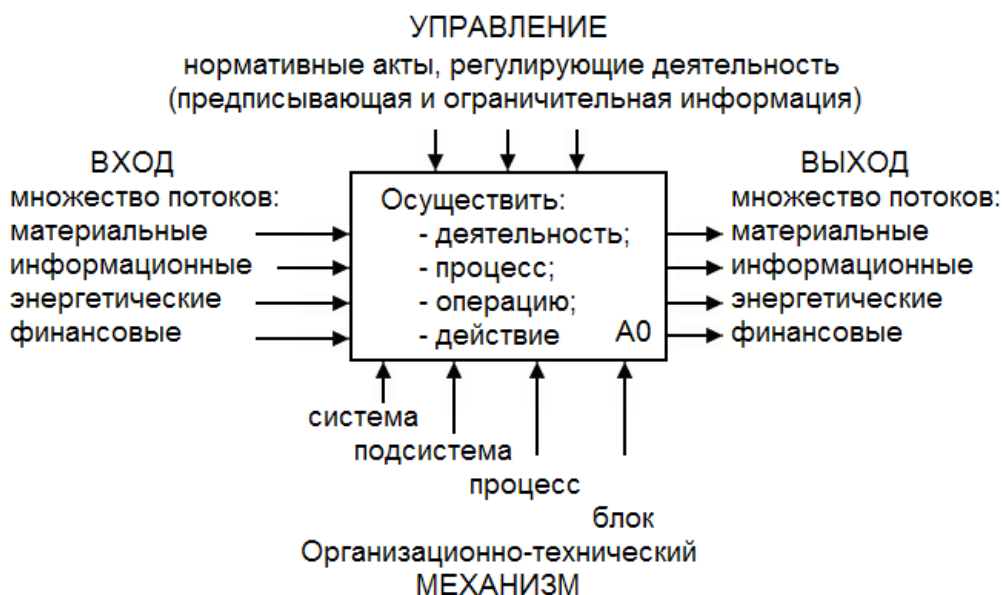 УПРАВЛЕНИЕ
нормативные акты, регулирующие деятельность
(предписывающая и ограничительная информация)
ВХОД
множество потоков:
материальные
информационные
энергетические
финансовые
Осуществить:
- деятельность;
- процесс;
- операцию;
- действие
А0
ВЫХОД
множество потоков:
материальные
информационные
энергетические
финансовые
система
подсистема
процесс
блок
Организационно-технический
МЕХАНИЗМ